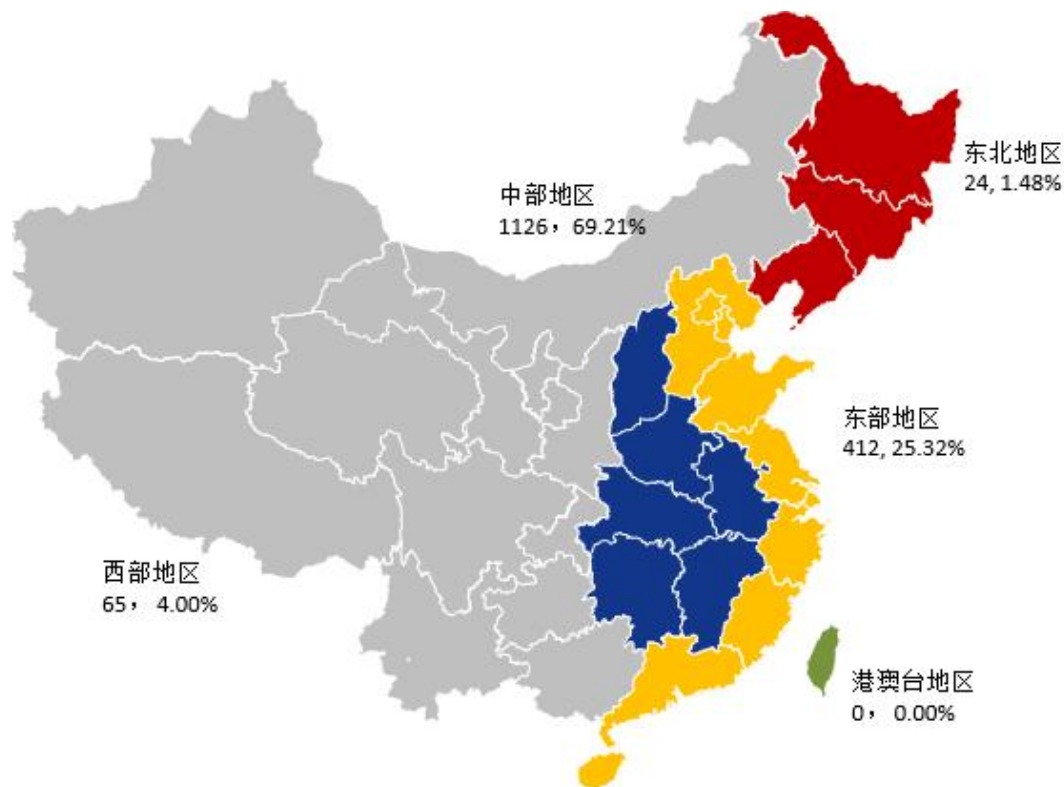 东北地区
24, 1.48%
中部地区
1126， 69.21%
东部地区
412, 25.32%
西部地区
65， 4.00%
港澳台地区
0， 0.00%